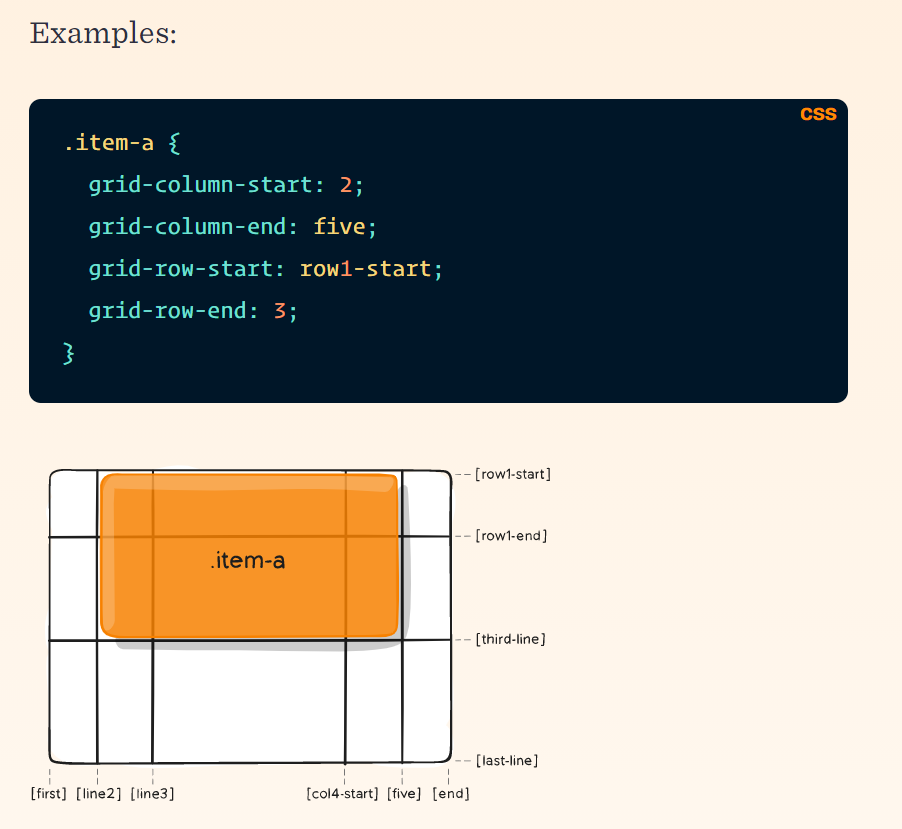 Examples:
CSS
.item-a {
  grid-column-start: 2;
  grid-column-end: five;
  grid-row-start: row1-start;
  grid-row-end: 3;
}
[row1-start]
[row1-end]
.item-a
[third-line]
[last-line]
[first] [line2] [line3] [col4-start] [five] [end]